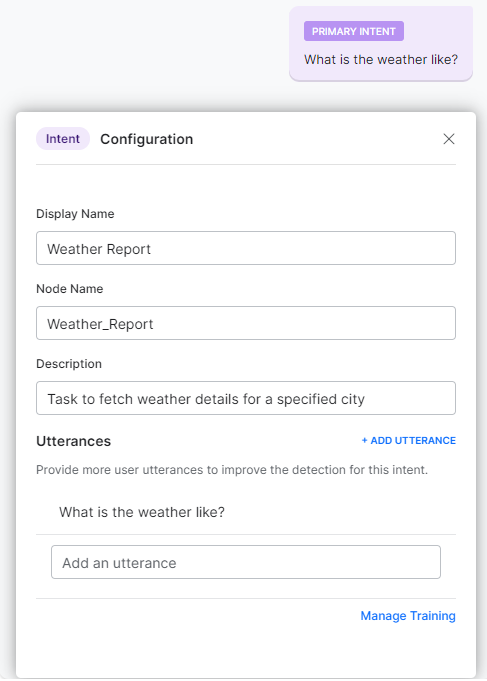 PRIMARY INTENT
What is the weather like?
Intent Configuration
Display Name
Weather Report
Node Name
Weather_Report
Description
Task to fetch weather details for a specified city
Utterances + ADD UTTERANCE
Provide more user utterances to improve the detection for this intent.
What is the weather like?
Add an utterance
Manage Training